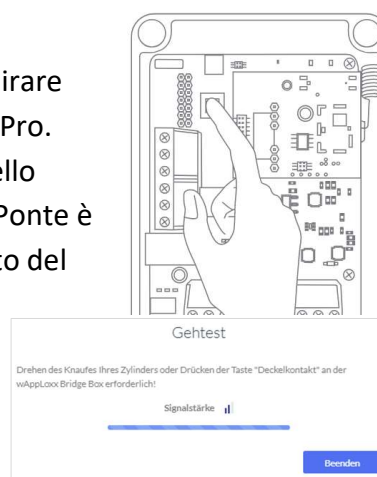 irare
Pro.
ello
Ponte è
to del
Gehtest
Drehen des Knaufes Ihres Zylinders oder Drücken der Taste "Deckelkontakt" an der
wAppLoxx Bridge Box erforderlich!
Signalstärke
Beenden